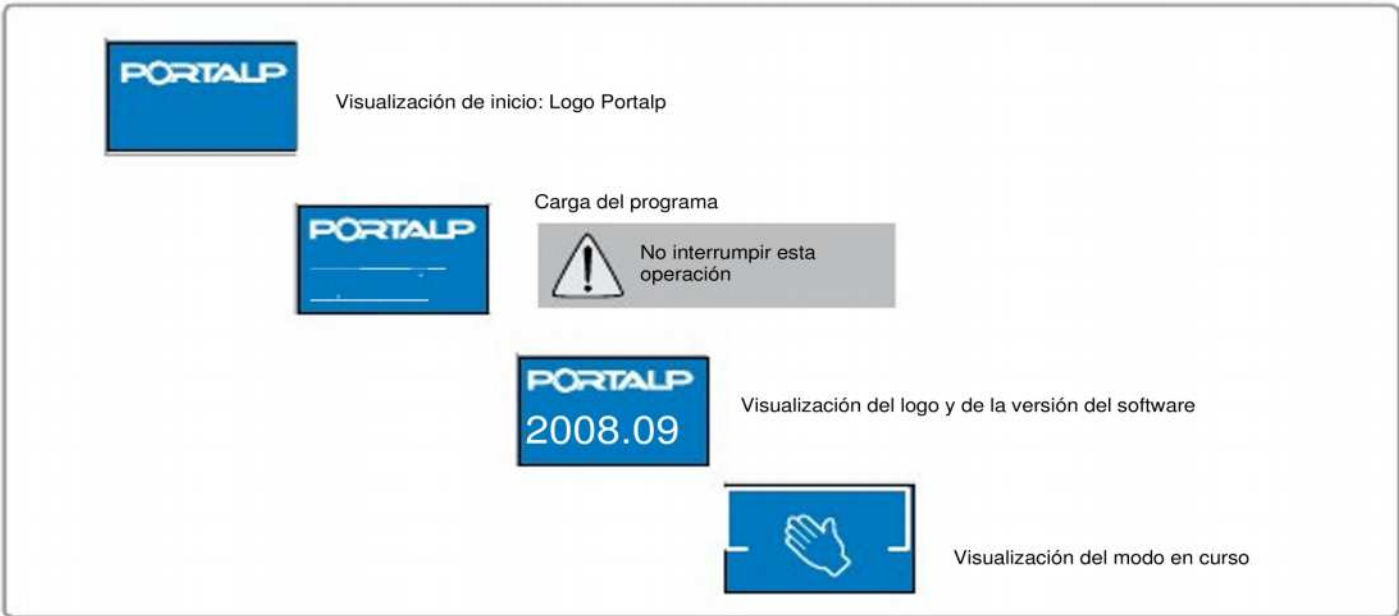 PORTALP
Visualización de inicio: Logo Portalp
PORTALP
Carga del programa
No interrumpir esta
operación
PORTALP
2008.09
Visualización del logo y de la versión del software
Visualización del modo en curso